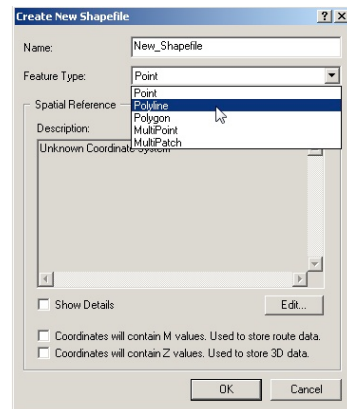 Create New Shapefile
Name: New_Shapefile
Feature Type: Point
Point
Polyline
Polygon
MultiPoint
MultiPatch
Spatial Reference
Description:
Unknown Coordinate System
Show Details
Edit...
Coordinates will contain M values. Used to store route data.
Coordinates will contain Z values. Used to store 3D data.
OK Cancel